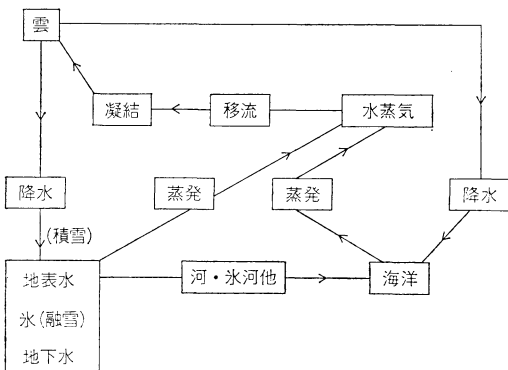 雲
凝結
移流
水蒸気
降水
蒸発
蒸発
降水
(積雪)
地表水
河・氷河他
海洋
氷(融雪)
地下水